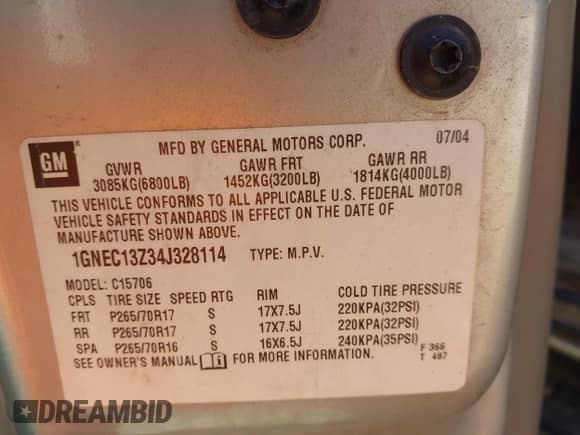 GM
MFD BY GENERAL MOTORS CORP. 07/04
GVWR GAWR FRT GAWR RR
3085KG(6800LB) 1452KG(3200LB) 1814KG(4000LB)
THIS VEHICLE CONFORMS TO ALL APPLICABLE U.S. FEDERAL MOTOR
VEHICLE SAFETY STANDARDS IN EFFECT ON THE DATE OF
MANUFACTURE SHOWN ABOVE.
1GNEC13Z34J328114 TYPE: M.P.V.
MODEL: C15706
CPLS TIRE SIZE SPEED RTG RIM COLD TIRE PRESSURE
FRT P265/70R17 S 17X7.5J 220KPA(32PSI)
RR P265/70R17 S 17X7.5J 220KPA(32PSI)
SPA P265/70R16 S 16X6.5J 240KPA(35PSI)
SEE OWNER'S MANUAL FOR MORE INFORMATION.
F 366
T 487
DREAMBID